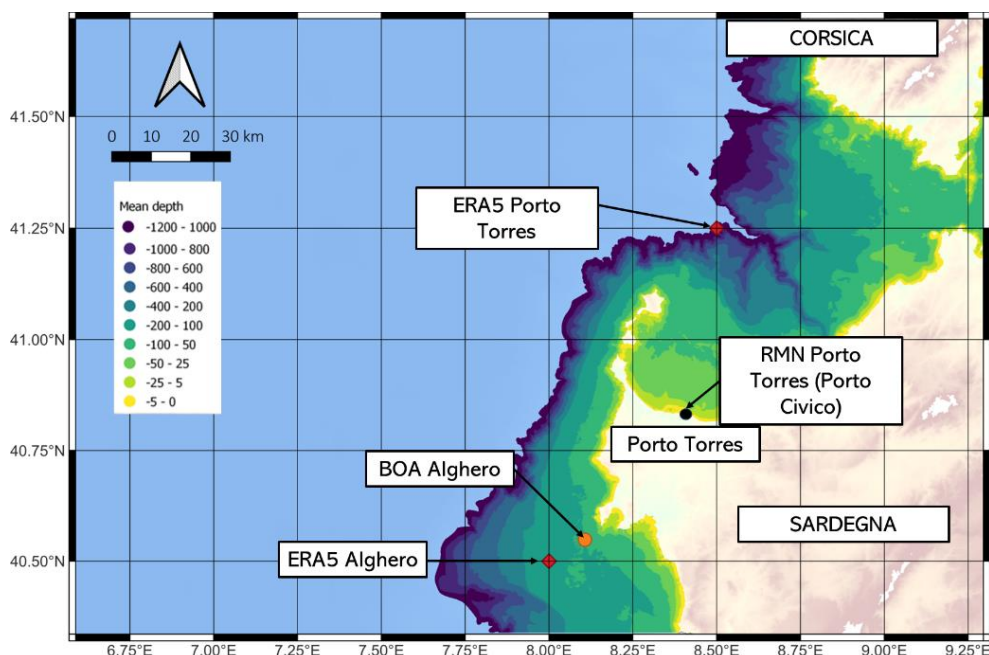 CORSICA
41.50°N
0 10 20 30 km
Mean depth
-1200 - 1000
-1000 - 800
-800 - 600
-600 - 400
-400 - 200
-200 - 100
-100 - 50
-50 - 25
-25 - 5
-5 - 0
ERA5 Porto
Torres
41.25°N
41.00°N
RMN Porto
Torres (Porto
Civico)
Porto Torres
40.75°N
BOA Alghero
SARDEGNA
ERA5 Alghero
40.50°N
6.75°E 7.00°E 7.25°E 7.50°E 7.75°E 8.00°E 8.25°E 8.50°E 8.75°E 9.00°E 9.25°E